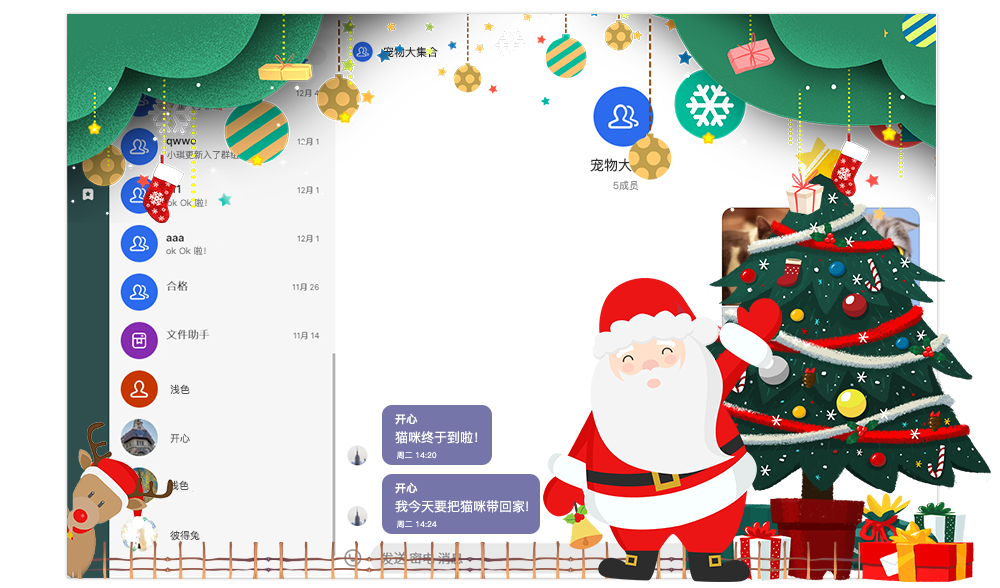 宠物大集合
12月 4
qwwo
12月 1
小琪更新入了群组
12月 1
ok Ok 啦!
aaa
12月 1
ok Ok 啦!
合格
11月 26
文件助手
11月 14
浅色
开心
浅色
彼得兔
宠物大
5成员
开心
猫咪终于到啦!
周二 14:20
开心
我今天要把猫咪带回家!
周二 14:24
发送 密电 消息